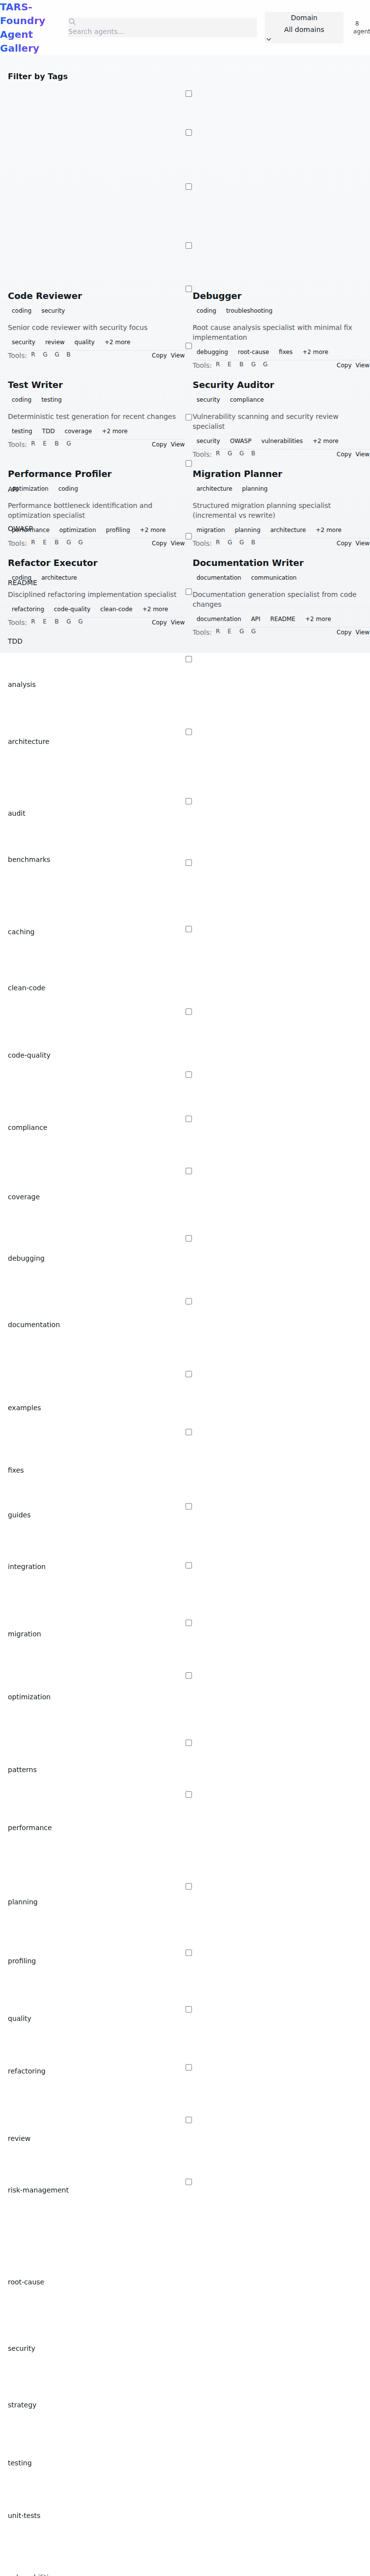 TARS-
Foundry
Agent
Gallery
Search agents...
Domain
All domains
8
agent
Filter by Tags
Code Reviewer
coding security
Senior code reviewer with security focus
security review quality +2 more
Tools: R G G B Copy View
Debugger
coding troubleshooting
Root cause analysis specialist with minimal fix
implementation
debugging root-cause fixes +2 more
Tools: R E B G G Copy View
Test Writer
coding testing
Deterministic test generation for recent changes
testing TDD coverage +2 more
Tools: R E B G Copy View
Security Auditor
security compliance
Vulnerability scanning and security review
specialist
security OWASP vulnerabilities +2 more
Tools: R G G B Copy View
Performance Profiler
API
optimization coding
Performance bottleneck identification and
optimization specialist
OWASP
performance optimization profiling +2 more
Tools: R E B G G Copy View
Migration Planner
architecture planning
Structured migration planning specialist
(incremental vs rewrite)
migration planning architecture +2 more
Tools: R G G B Copy View
Refactor Executor
coding architecture
README
Disciplined refactoring implementation specialist
refactoring code-quality clean-code +2 more
Tools: R E B G G Copy View
Documentation Writer
documentation communication
Documentation generation specialist from code
changes
documentation API README +2 more
Tools: R E G G Copy View
TDD
analysis
architecture
audit
benchmarks
caching
clean-code
code-quality
compliance
coverage
debugging
documentation
examples
fixes
guides
integration
migration
optimization
patterns
performance
planning
profiling
quality
refactoring
review
risk-management
root-cause
security
strategy
testing
unit-tests